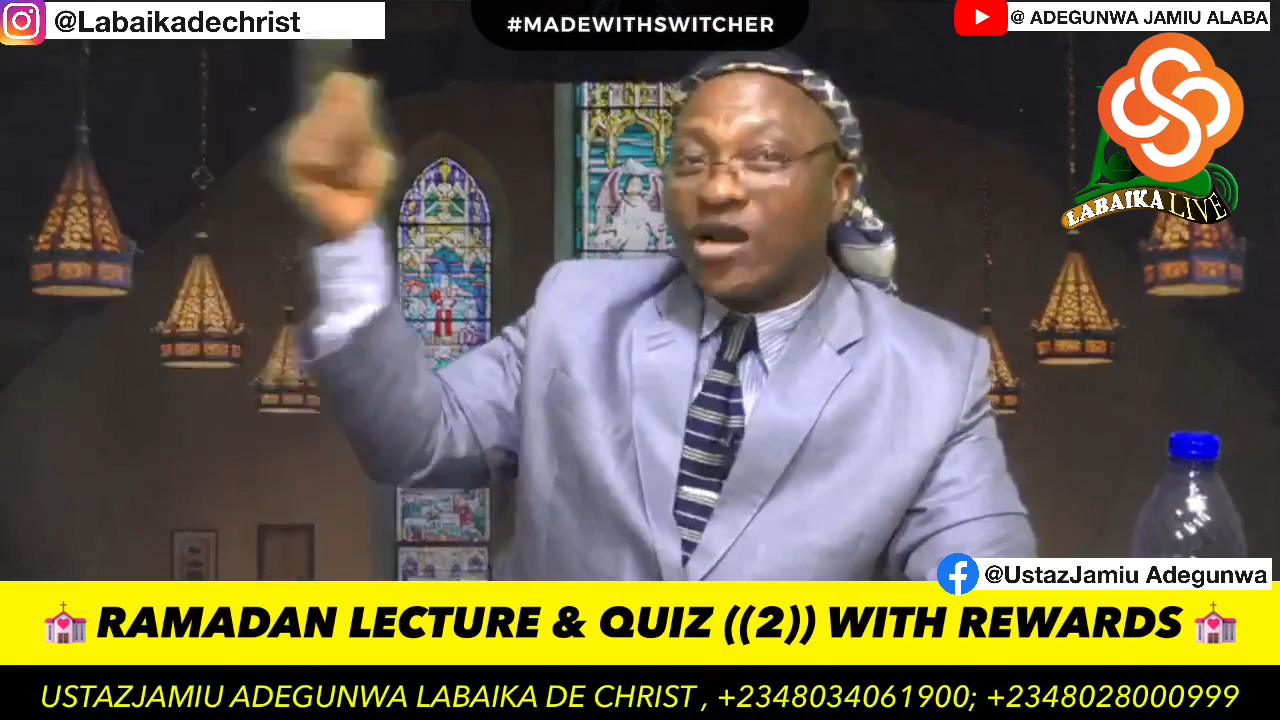 @Labaikadechrist
#MADEWITHSWITCHER
@ ADEGUNWA JAMIU ALABA
LABAIKA LIVE
@UstazJamiu Adegunwa
RAMADAN LECTURE & QUIZ ((2)) WITH REWARDS
USTAZJAMIU ADEGUNWA LABAIKA DE CHRIST , +2348034061900; +2348028000999